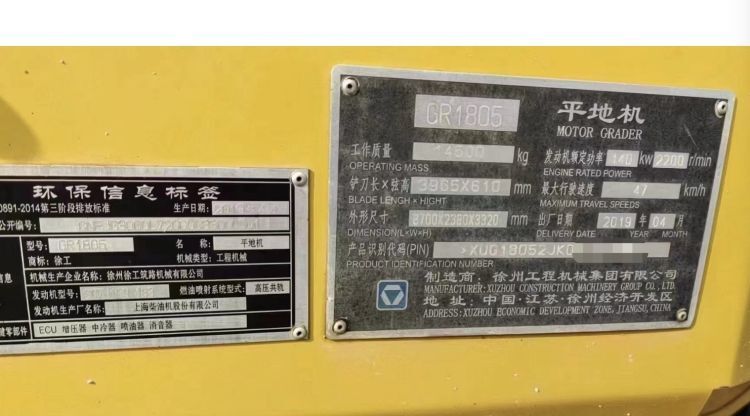 环保信息标签
0891-2014第三阶段排放标准
生产日期:
公开编号:
型号: GR1805 名 称: 平地机
商标: 徐工 机械类型: 工程机械
机械生产企业名称: 徐州徐工筑路机械有限公司
发动机型号: 燃油喷射系统型式: 高压共轨
发动机生产厂名称: 上海柴油机股份有限公司
ECU 增压器 中冷器 喷油器 消音器
GR1805
平地机
MOTOR GRADER
工作质量 14500 kg
OPERATING MASS
发动机额定功率 140 kw 2200 r/min
ENGINE RATED POWER
铲刀长×弦高 3965X610 mm
BLADE LENGH × HIGHT
最大行驶速度 47 km/h
MAXIMUM TRAVEL SPEEDS
外形尺寸 8700X2380X3320 mm
DIMENSION(L×W×H)
出厂日期 2019 年 04 月
DELIVERY DATE YEAR MONTH
产品识别代码(PIN) >XUG18052JK0
PRODUCT IDENTIFICATION NUMBER
制造商: 徐州工程机械集团有限公司
MANUFACTURER: XUZHOU CONSTRUCTION MACHINERY GROUP CO., LTD.
地 址: 中国·江苏·徐州经济开发区
ADDRESS: XUZHOU ECONOMIC DEVELOPMENT ZONE, JIANGSU, CHINA